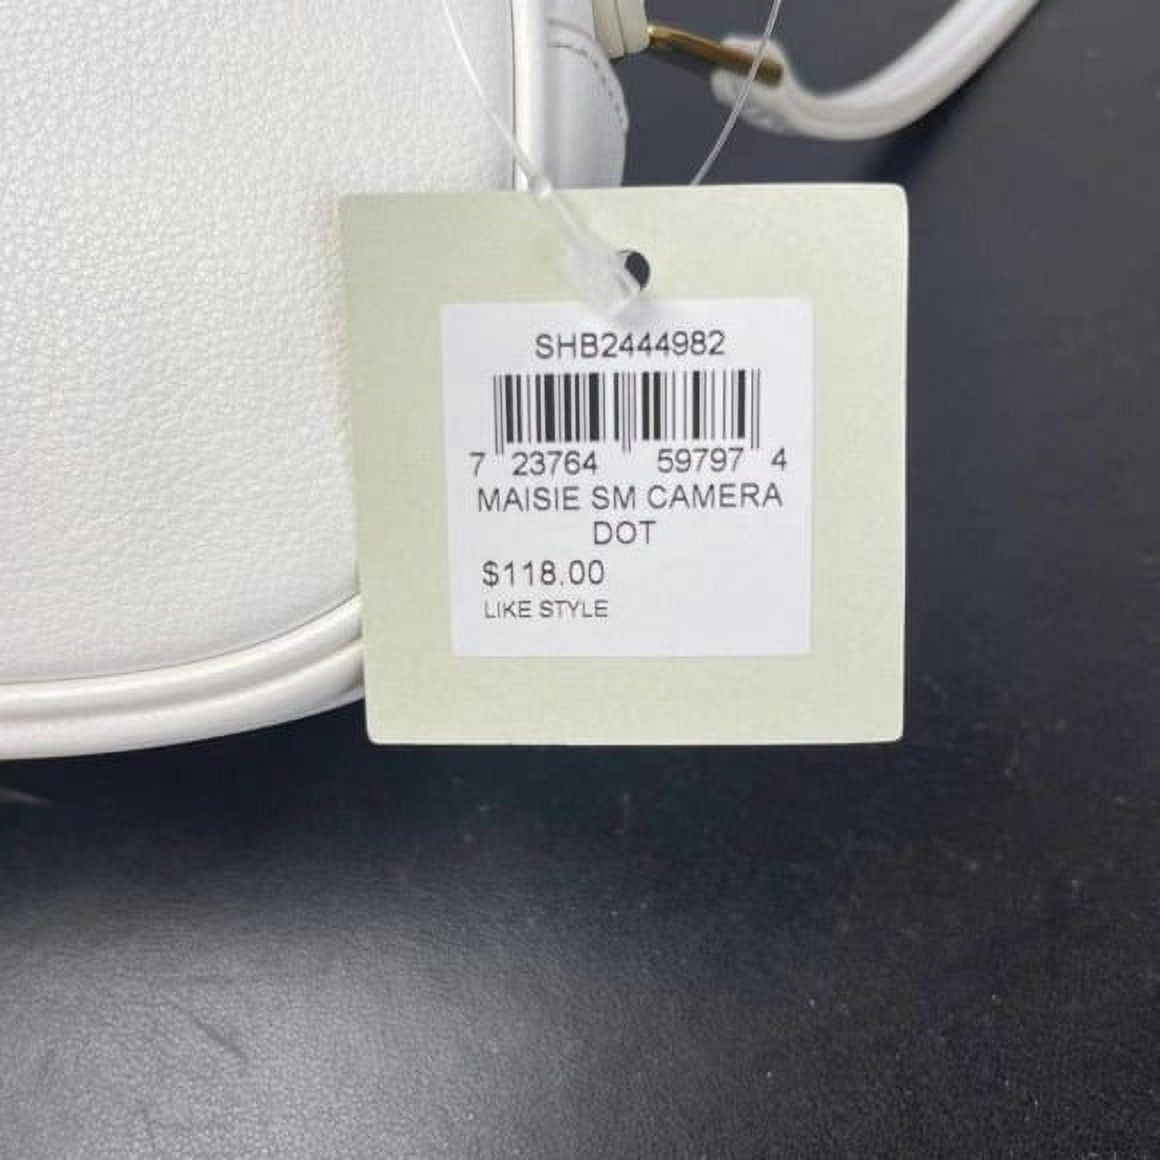 SHB2444982
7 23764 59797 4
MAISIE SM CAMERA
DOT
$118.00
LIKE STYLE